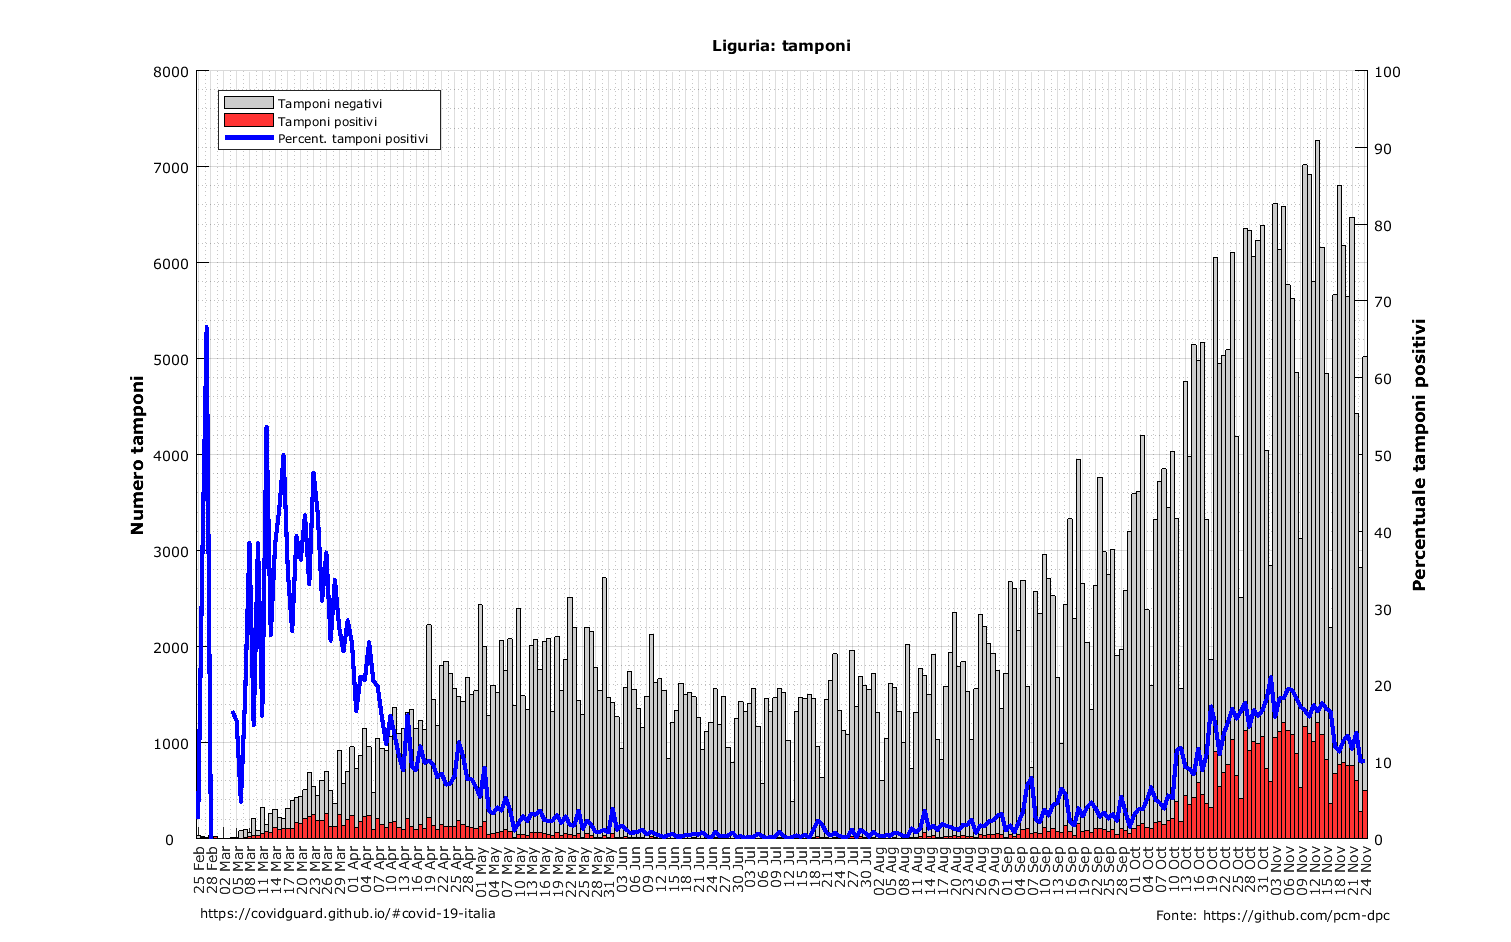 Liguria: tamponi
8000
7000
6000
5000
4000
3000
2000
1000
0
Numero tamponi
Tamponi negativi
Tamponi positivi
Percent. tamponi positivi
100
90
80
70
60
50
40
30
20
10
0
Percentuale tamponi positivi
25 Feb
28 Feb
02 Mar
05 Mar
08 Mar
11 Mar
14 Mar
17 Mar
20 Mar
23 Mar
26 Mar
29 Mar
01 Apr
04 Apr
07 Apr
10 Apr
13 Apr
16 Apr
19 Apr
22 Apr
25 Apr
28 Apr
01 May
04 May
07 May
10 May
13 May
16 May
19 May
22 May
25 May
28 May
31 May
03 Jun
06 Jun
09 Jun
12 Jun
15 Jun
18 Jun
21 Jun
24 Jun
27 Jun
30 Jun
03 Jul
06 Jul
09 Jul
12 Jul
15 Jul
18 Jul
21 Jul
24 Jul
27 Jul
30 Jul
02 Aug
05 Aug
08 Aug
11 Aug
14 Aug
17 Aug
20 Aug
23 Aug
26 Aug
29 Aug
01 Sep
04 Sep
07 Sep
10 Sep
13 Sep
16 Sep
19 Sep
22 Sep
25 Sep
28 Sep
01 Oct
04 Oct
07 Oct
10 Oct
13 Oct
16 Oct
19 Oct
22 Oct
25 Oct
28 Oct
31 Oct
03 Nov
06 Nov
09 Nov
12 Nov
15 Nov
18 Nov
21 Nov
24 Nov
https://covidguard.github.io/#covid-19-italia
Fonte: https://github.com/pcm-dpc